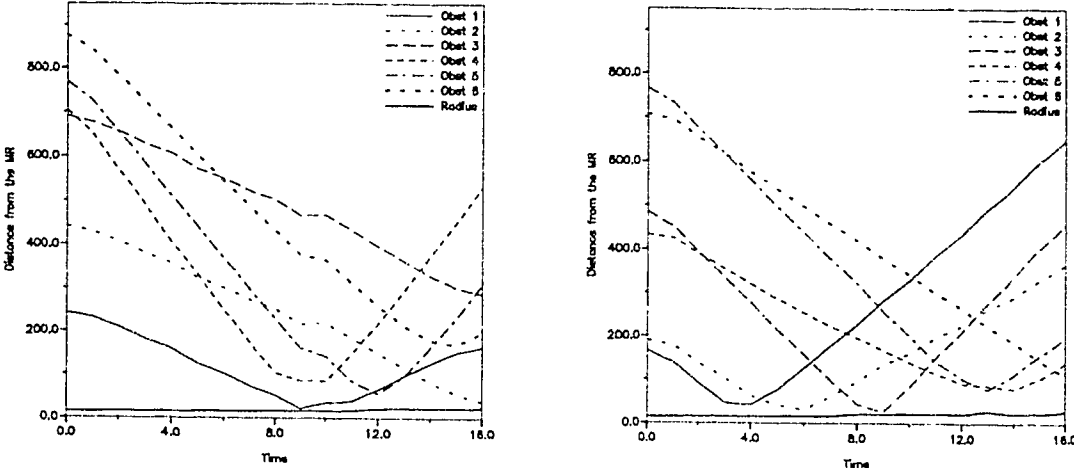 Obst 1
Obst 2
Obst 3
Obst 4
Obst 5
Obst 6
Radius
800.0
600.0
400.0
200.0
0.0
Distance from the MR
0.0
4.0
8.0
12.0
16.0
Time
Obst 1
Obst 2
Obst 3
Obst 4
Obst 5
Obst 6
Radius
800.0
600.0
400.0
200.0
0.0
Distance from the MR
0.0
4.0
8.0
12.0
16.0
Time